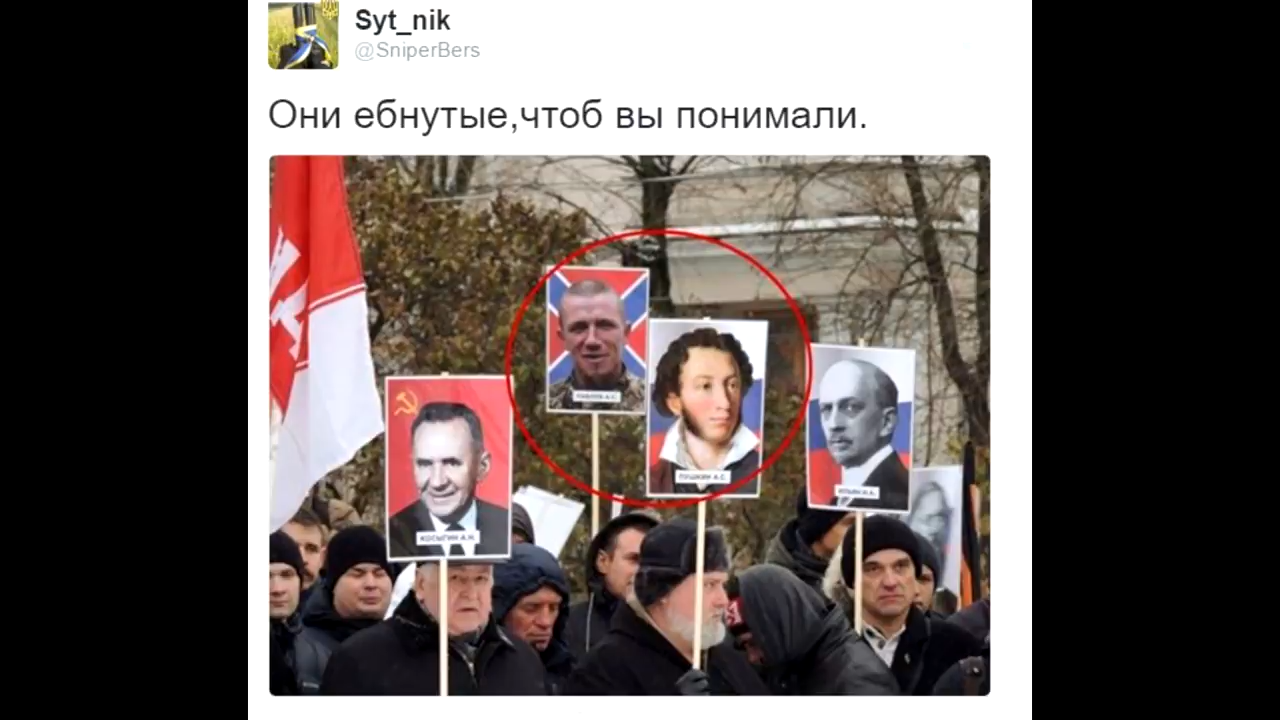 Syt_nik
@SniperBers
Они ебнутые,чтоб вы понимали.
КОСЫГИН А.Н.
ПАВЛОВ А.С.
ПУШКИН А.С.
ИЛЬИН И.А.